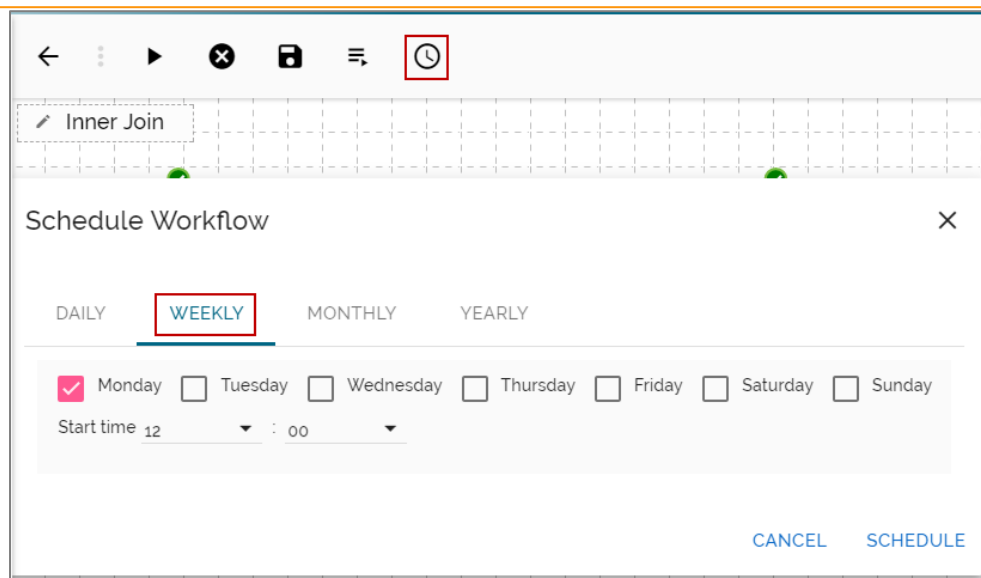 Inner Join
Schedule Workflow
DAILY WEEKLY MONTHLY YEARLY
Monday Tuesday Wednesday Thursday Friday Saturday Sunday
Start time 12 : 00
CANCEL SCHEDULE